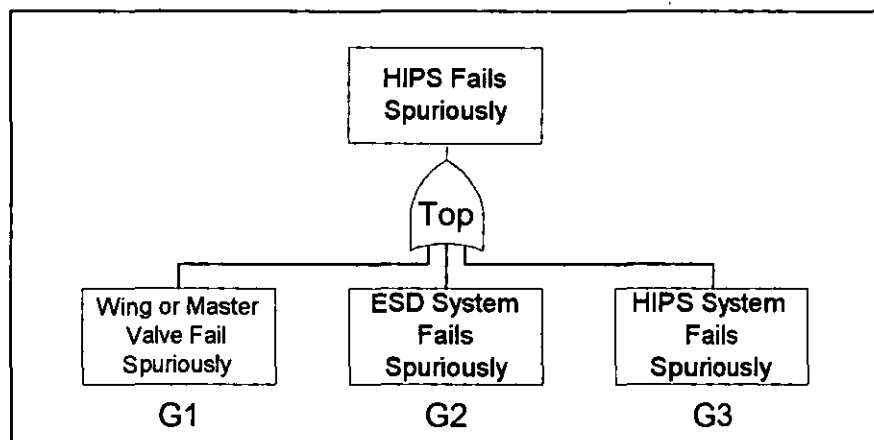 HIPS Fails
Spuriously
Top
Wing or Master
Valve Fail
Spuriously
ESD System
Fails
Spuriously
HIPS System
Fails
Spuriously
G1
G2
G3